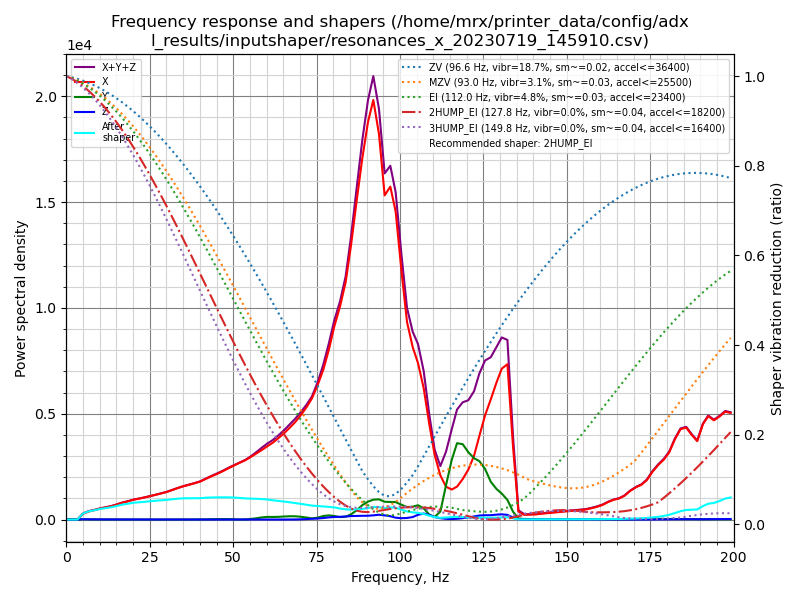 Frequency response and shapers (/home/mrx/printer_data/config/adx
l_results/inputshaper/resonances_x_20230719_145910.csv)
1e4
X+Y+Z
X
Y
Z
After
shaper
ZV (96.6 Hz, vibr=18.7%, sm~=0.02, accel<=36400)
MZV (93.0 Hz, vibr=3.1%, sm~=0.03, accel<=25500)
EI (112.0 Hz, vibr=4.8%, sm~=0.03, accel<=23400)
2HUMP_EI (127.8 Hz, vibr=0.0%, sm~=0.04, accel<=18200)
3HUMP_EI (149.8 Hz, vibr=0.0%, sm~=0.04, accel<=16400)
Recommended shaper: 2HUMP_EI
Power spectral density
2.0
1.5
1.0
0.5
0.0
Shaper vibration reduction (ratio)
1.0
0.8
0.6
0.4
0.2
0.0
0 25 50 75 100 125 150 175 200
Frequency, Hz